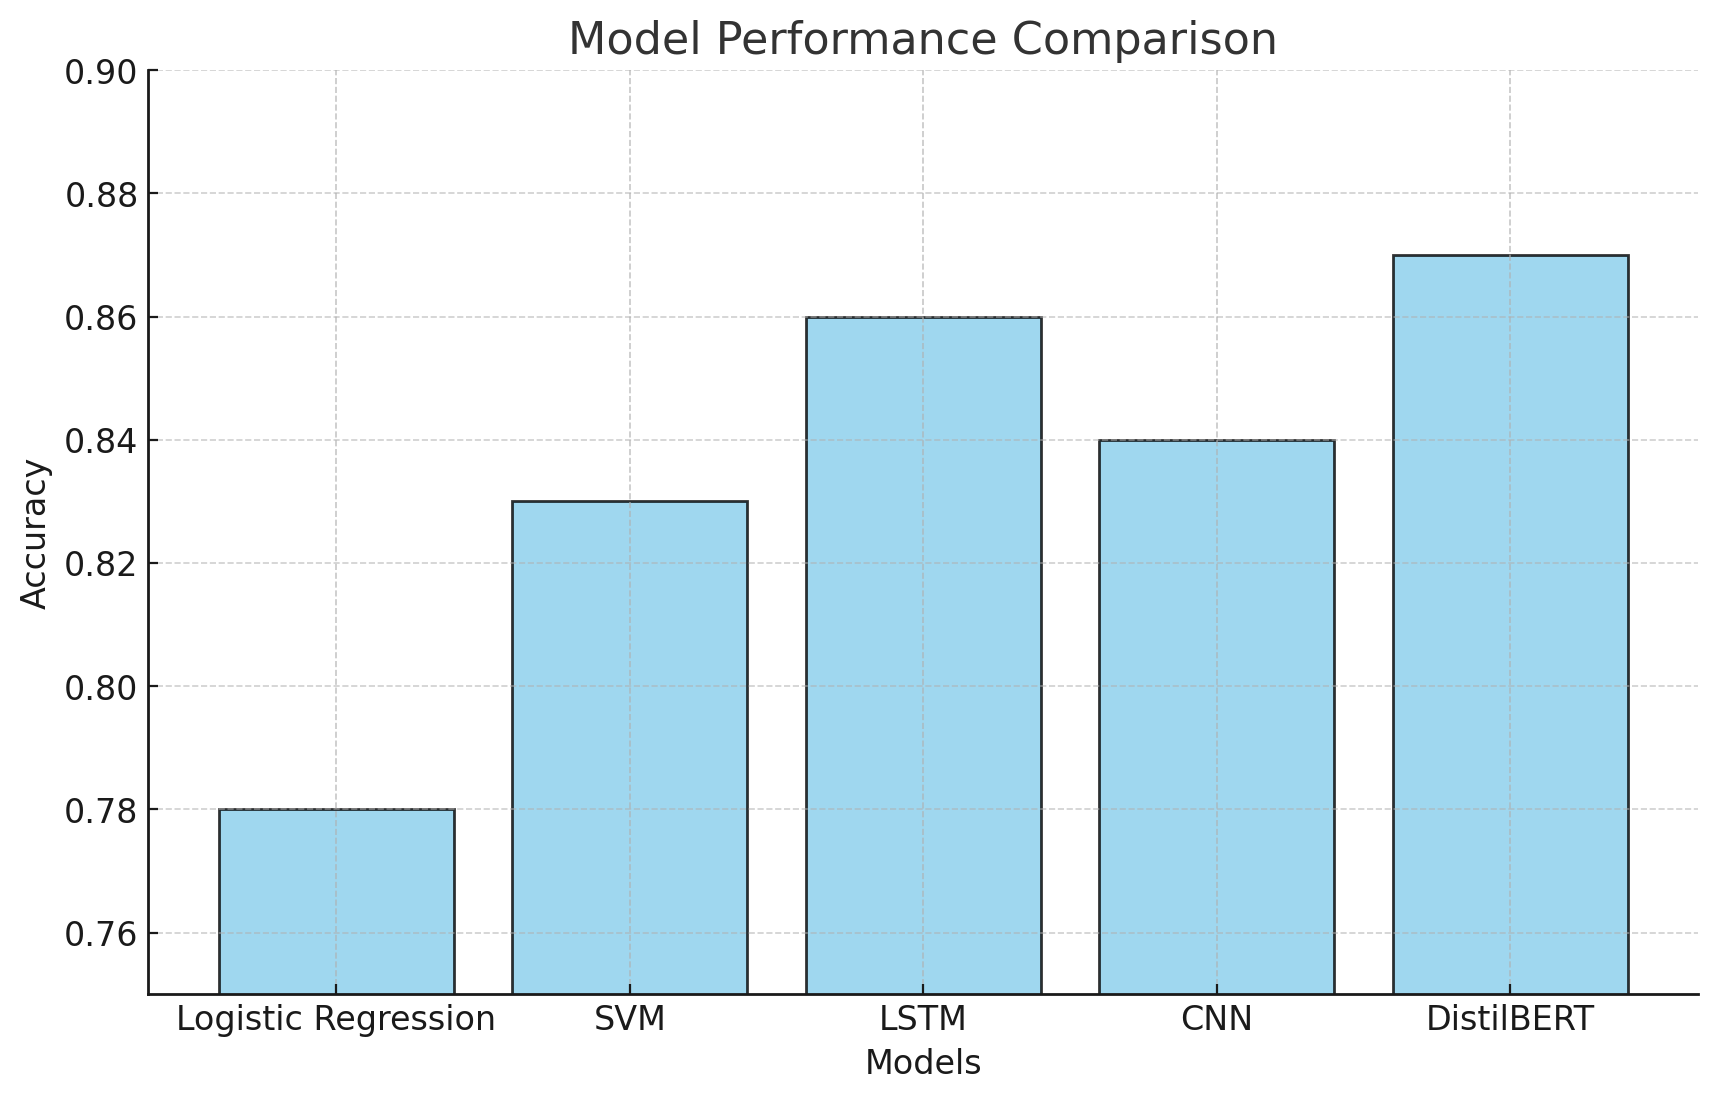 Model Performance Comparison
0.90
0.88
0.86
0.84
0.82
0.80
0.78
0.76
Accuracy
Logistic Regression SVM LSTM CNN DistilBERT
Models